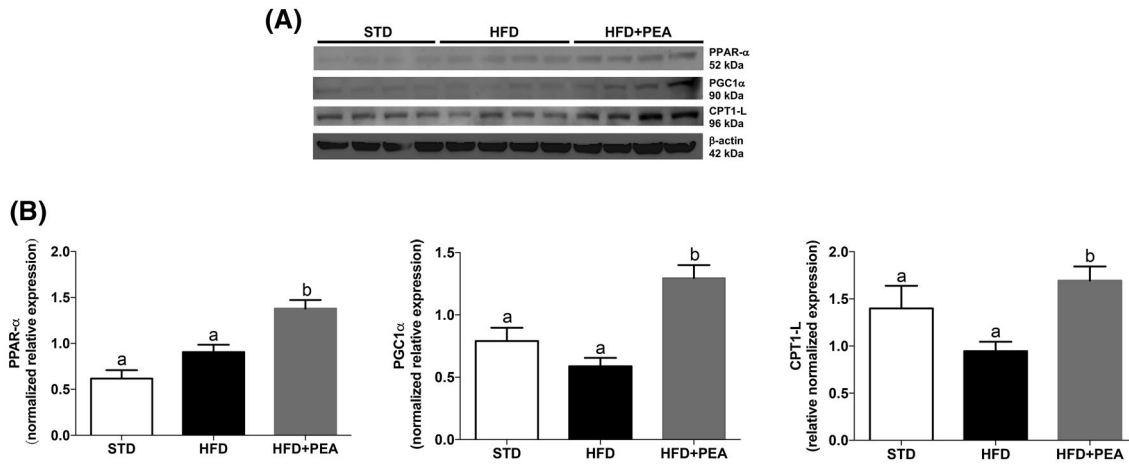 (A)
STD HFD HFD+PEA
PPAR-α
52 kDa
PGC1α
90 kDa
CPT1-L
96 kDa
β-actin
42 kDa
(B)
PPAR-α
(normalized relative expression)
2.0
1.5
1.0
0.5
0.0
a
a
b
STD HFD HFD+PEA
PGC1α
(normalized relative expression)
1.5
1.0
0.5
0.0
a
a
b
STD HFD HFD+PEA
CPT1-L
(relative normalized expression)
2.0
1.5
1.0
0.5
0.0
a
a
b
STD HFD HFD+PEA